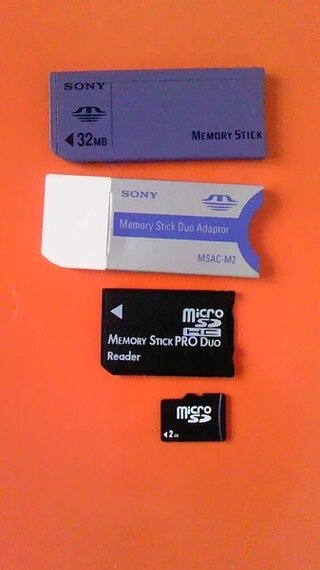 SONY
32MB
MEMORY STICK
SONY
Memory Stick Duo Adaptor
MSAC-M2
micro
SD
HC
MEMORY STICK PRO DUO
Reader
micro
SD
2GB